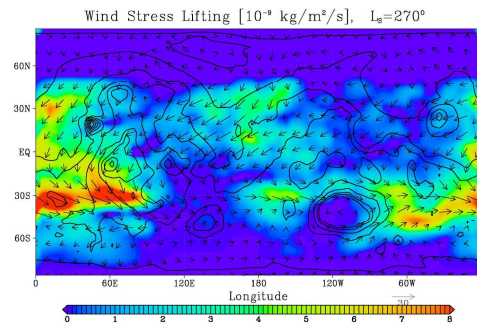 Wind Stress Lifting [10⁻⁹ kg/m²/s], Lₛ=270⁰
60N
30N
EQ
30S
60S
0 60E 120E 180 120W 60W
Longitude
30
0 1 2 3 4 5 6 7 8